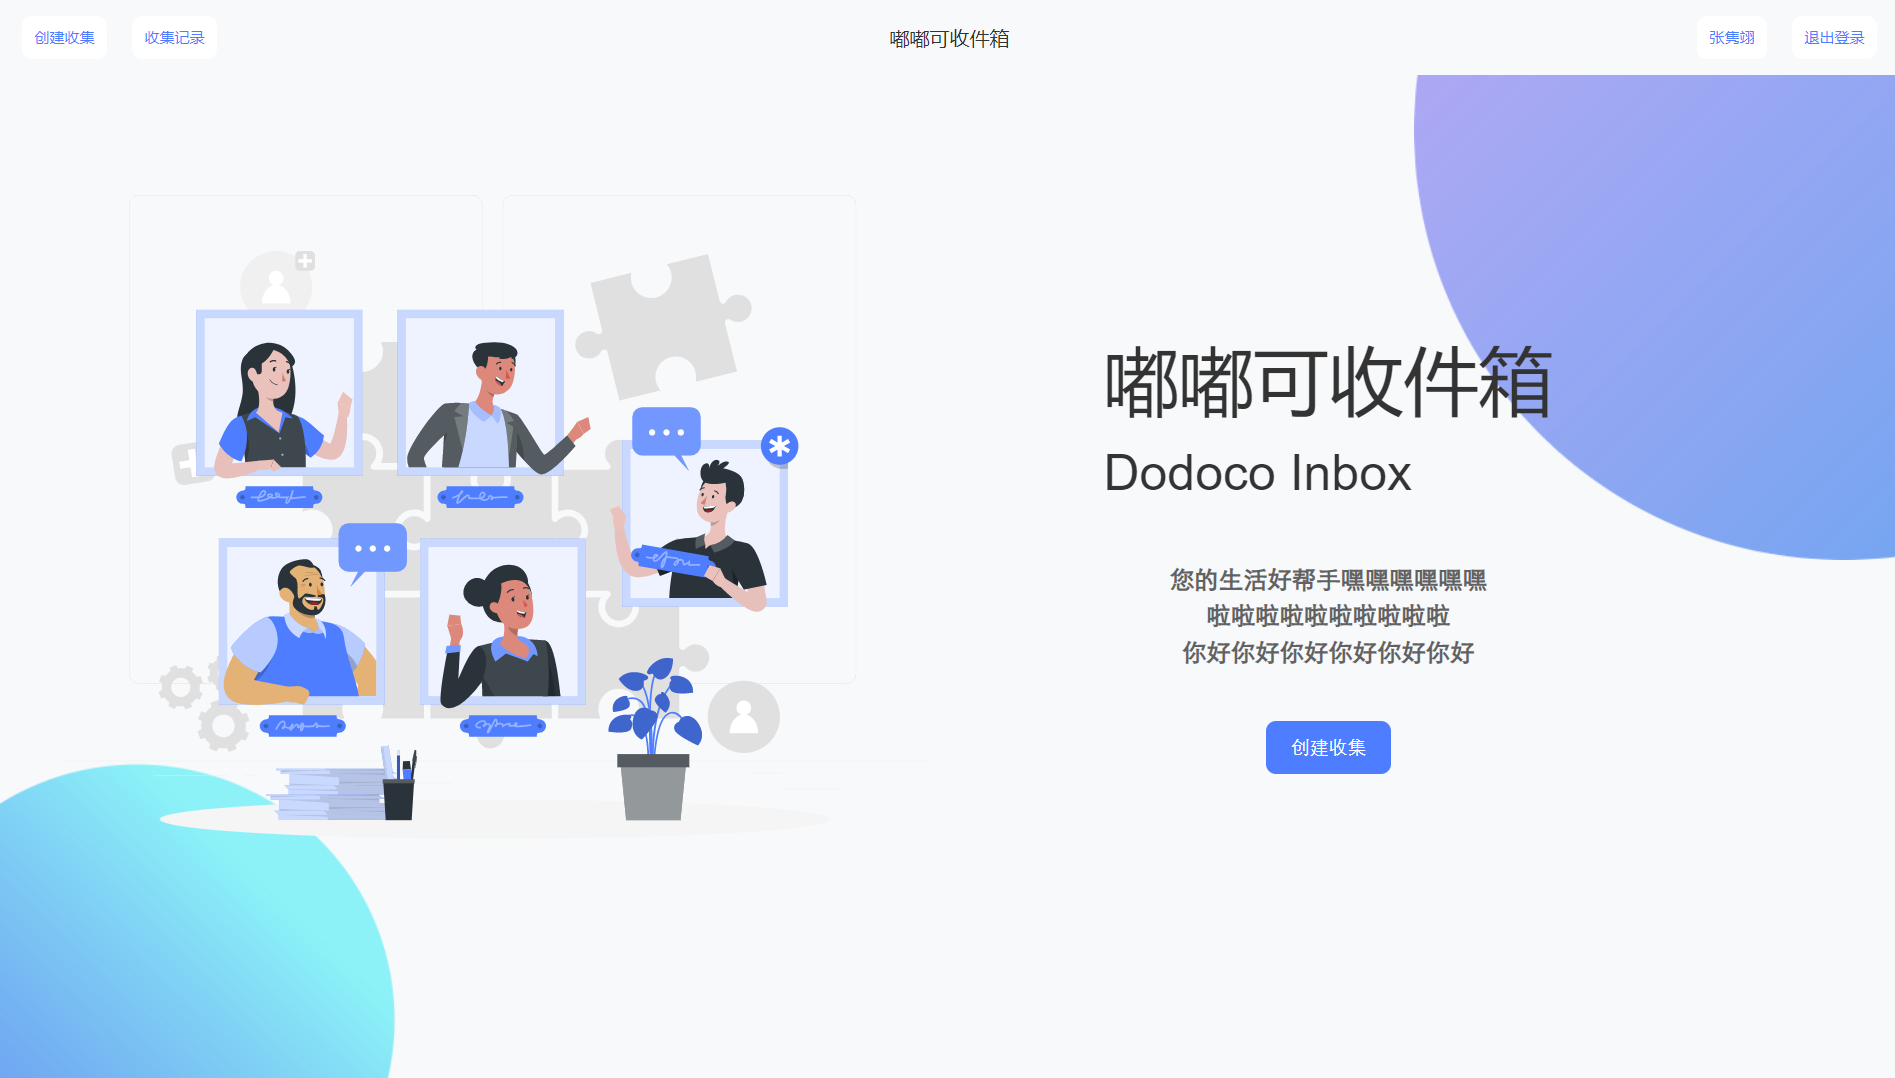 创建收集
收集记录
嘟嘟可收件箱
张隽翊
退出登录
嘟嘟可收件箱
Dodoco Inbox
您的生活好帮手嘿嘿嘿嘿嘿嘿
啦啦啦啦啦啦啦啦啦啦
你好你好你好你好你好你好
创建收集